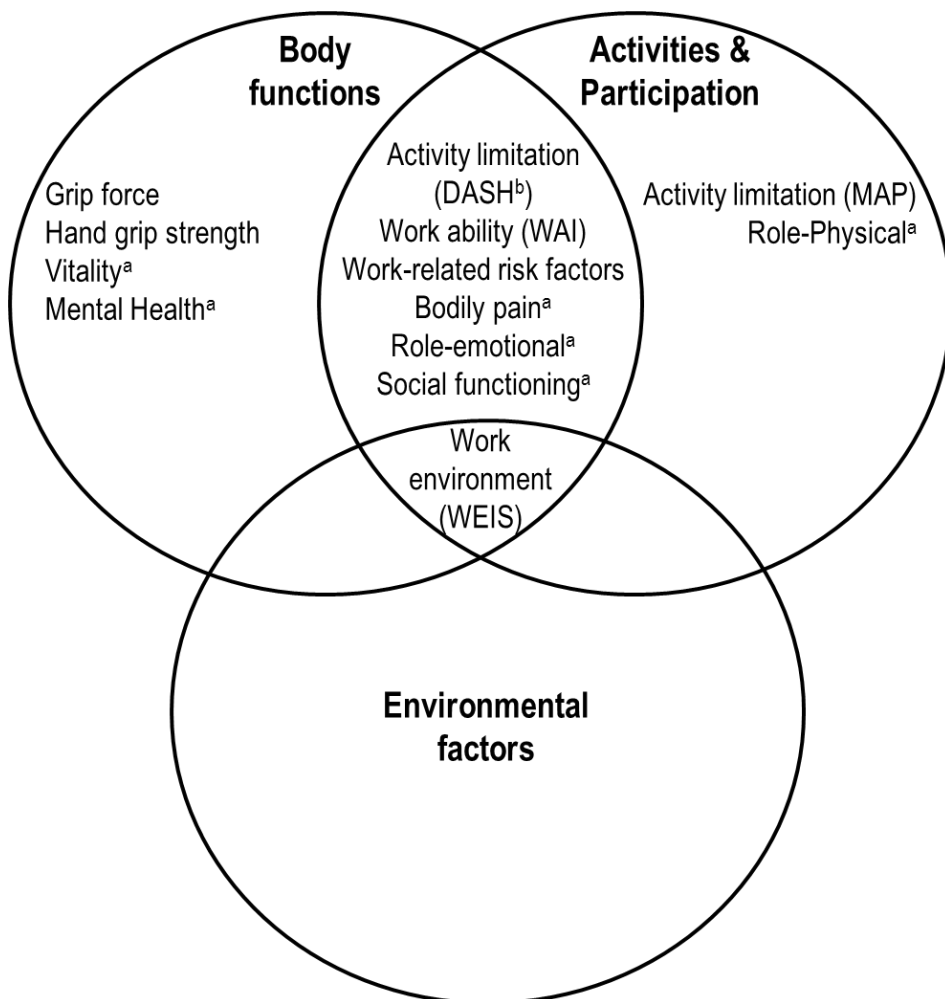 Body
functions
Activities &
Participation
Grip force
Hand grip strength
Vitalityᵃ
Mental Healthᵃ
Activity limitation
(DASHᵇ)
Work ability (WAI)
Work-related risk factors
Bodily painᵃ
Role-emotionalᵃ
Social functioningᵃ
Activity limitation (MAP)
Role-Physicalᵃ
Work
environment
(WEIS)
Environmental
factors